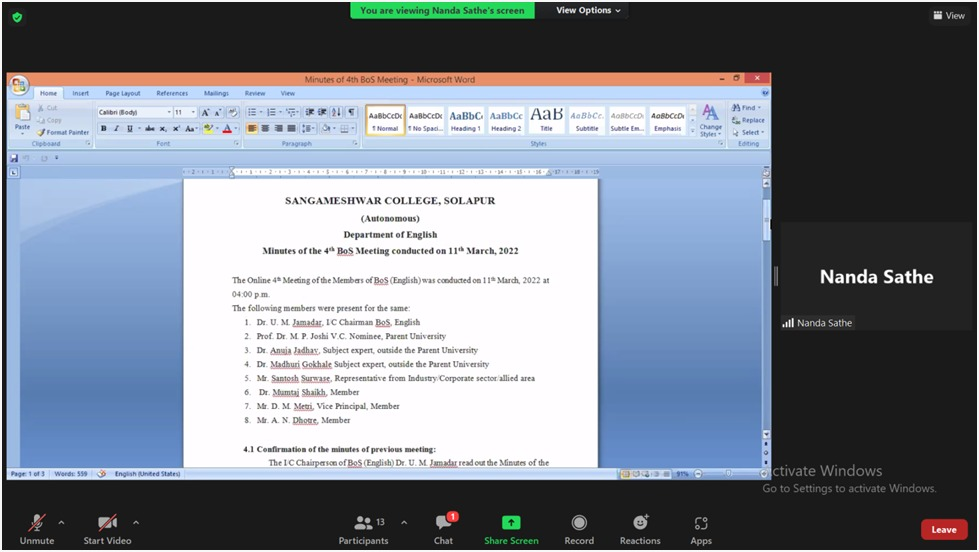 You are viewing Nanda Sathe's screen
View Options
View
Minutes of 4th BoS Meeting - Microsoft Word
Home Insert Page Layout References Mailings Review View
Paste
Cut
Copy
Format Painter
Clipboard
Calibri (Body) 11
Font
Paragraph
AaBbCcDc AaBbCcDc AaBbC AaBbCc AaB AaBbCc. AaBbCcDc AaBbCcDc
¶ Normal ¶ No Spaci... Heading 1 Heading 2 Title Subtitle Subtle Em... Emphasis
Change Styles
Styles
Find
Replace
Select
Editing
SANGAMESHWAR COLLEGE, SOLAPUR
(Autonomous)
Department of English
Minutes of the 4th BoS Meeting conducted on 11th March, 2022
The Online 4th Meeting of the Members of BoS (English) was conducted on 11th March, 2022 at
04:00 p.m.
The following members were present for the same:
1. Dr. U. M. Jamadar, I/C Chairman BoS, English
2. Prof. Dr. M. P. Joshi V.C. Nominee, Parent University
3. Dr. Anuja Jadhav, Subject expert, outside the Parent University
4. Dr. Madhuri Gokhale Subject expert, outside the Parent University
5. Mr. Santosh Surwase, Representative from Industry/Corporate sector/allied area
6. Dr. Mumtaj Shaikh, Member
7. Mr. D. M. Metri, Vice Principal, Member
8. Mr. A. N. Dhotre, Member
4.1 Confirmation of the minutes of previous meeting:
The I/C Chairperson of BoS (English) Dr. U. M. Jamadar read out the Minutes of the
Page: 1 of 3 Words: 559 English (United States) 91%
Nanda Sathe
Nanda Sathe
ctivate Windows
Go to Settings to activate Windows.
Unmute Start Video Participants 13 Chat 1 Share Screen Record Reactions Apps Leave